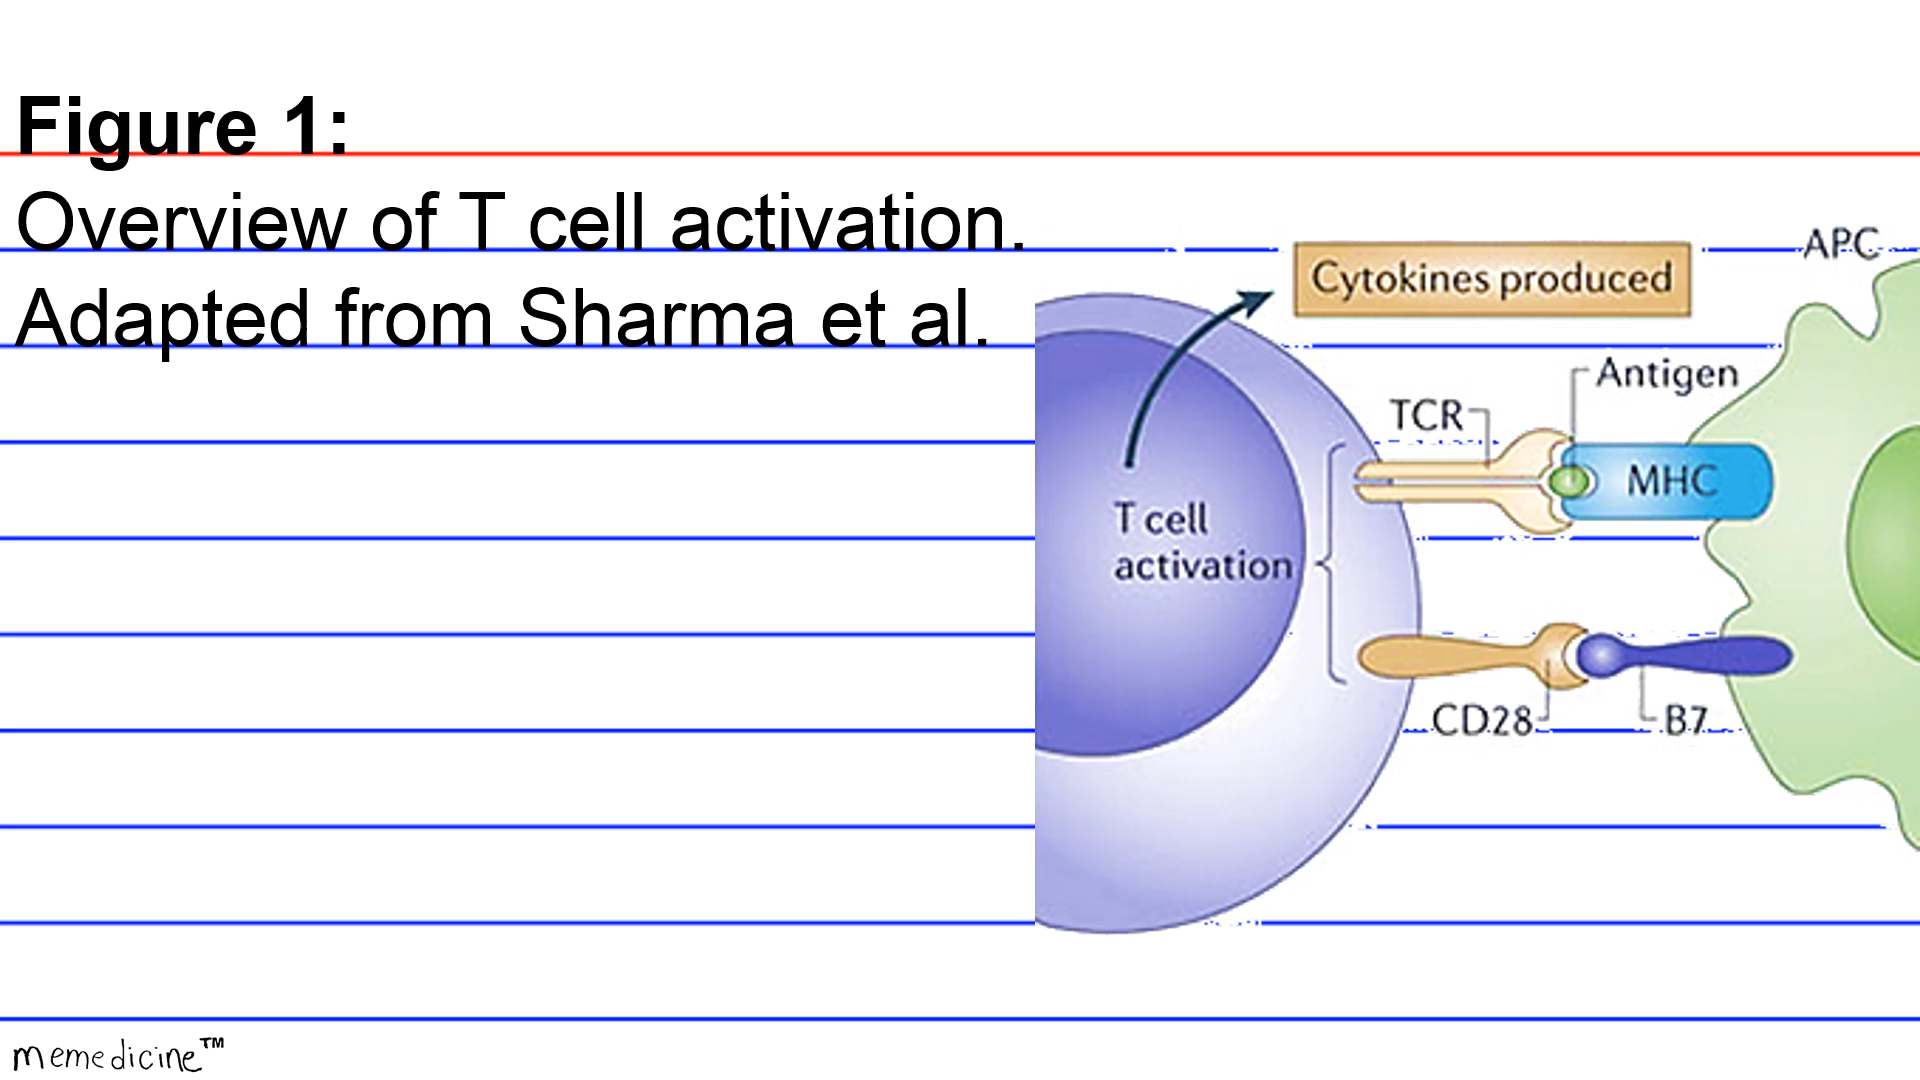 Figure 1:
Overview of T cell activation.
Adapted from Sharma et al.
APC
Cytokines produced
Antigen
TCR
MHC
T cell
activation
CD28
B7
memedicine™